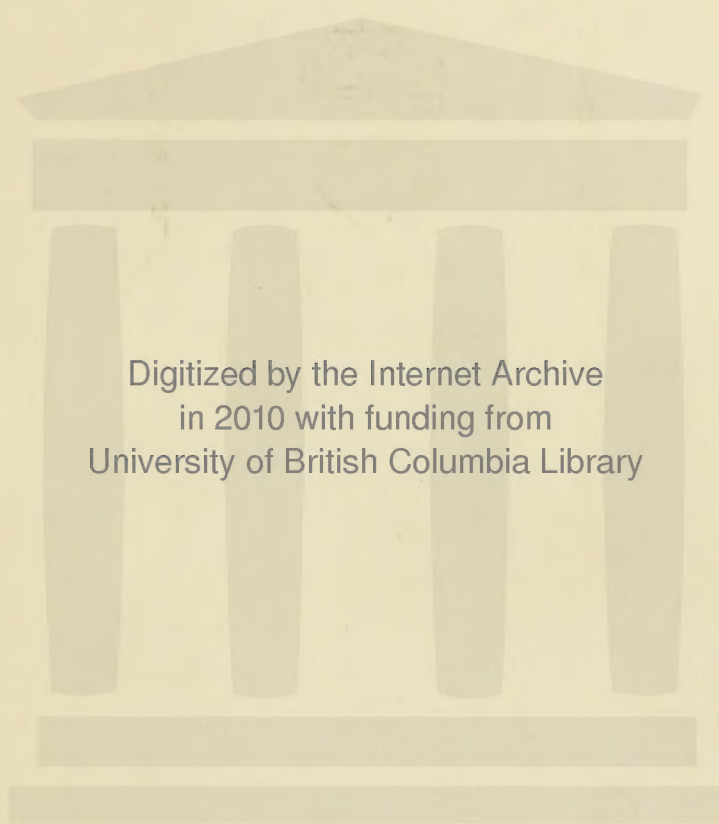 Digitized by the Internet Archive
in 2010 with funding from
University of British Columbia Library